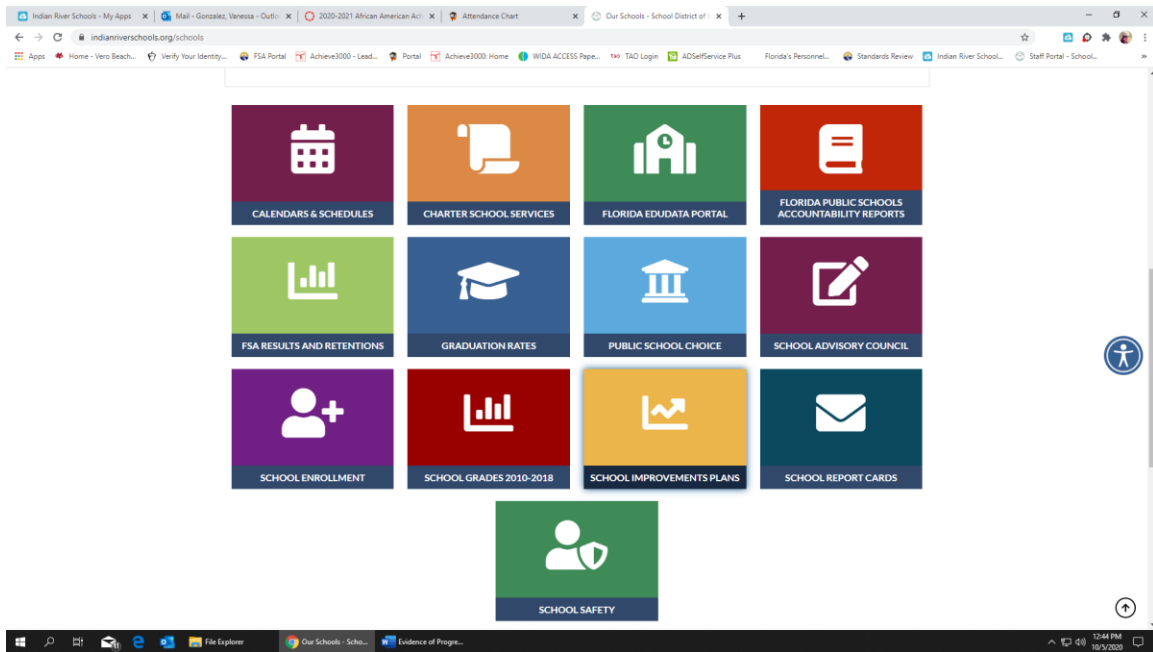 Indian River Schools - My Apps
Mail - Gonzalez, Vanessa - Outlo
2020-2021 African American Ach
Attendance Chart
Our Schools - School District of I
indianriverschools.org/schools
Apps
Home - Vero Beach...
Verify Your Identity...
FSA Portal
Achieve3000 - Lead...
Portal
Achieve3000: Home
WIDA ACCESS Pape...
TAO TAO Login
ADSelfService Plus
Florida's Personnel...
Standards Review
Indian River School...
Staff Portal - School...
CALENDARS & SCHEDULES
CHARTER SCHOOL SERVICES
FLORIDA EDUDATA PORTAL
FLORIDA PUBLIC SCHOOLS
ACCOUNTABILITY REPORTS
FSA RESULTS AND RETENTIONS
GRADUATION RATES
PUBLIC SCHOOL CHOICE
SCHOOL ADVISORY COUNCIL
SCHOOL ENROLLMENT
SCHOOL GRADES 2010-2018
SCHOOL IMPROVEMENTS PLANS
SCHOOL REPORT CARDS
SCHOOL SAFETY
File Explorer
Our Schools - Scho...
Evidence of Progre...
12:44 PM
10/5/2020